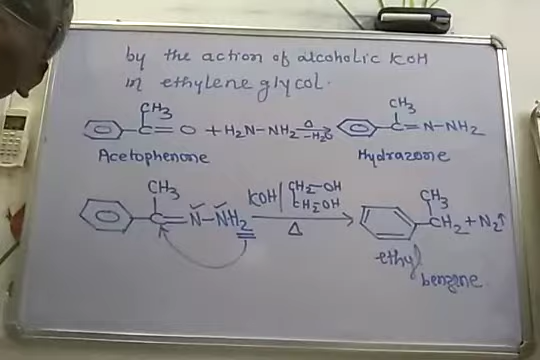 by the action of alcoholic KOH
in ethylene glycol.
CH3
C=O + H2N-NH2 Δ -H2O CH3 C=N-NH2
Acetophenone Hydrazone
CH3
C=N-NH2 KOH/ CH2-OH CH2OH Δ CH3 CH2+N2↑
ethyl
benzene